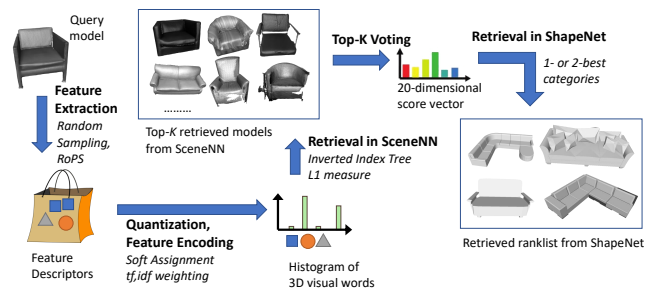 Query
model
Feature
Extraction
Random
Sampling,
RoPS
Feature
Descriptors
Quantization,
Feature Encoding
Soft Assignment
tf,idf weighting
Histogram of
3D visual words
Retrieval in SceneNN
Inverted Index Tree
L1 measure
.........
Top-K retrieved models
from SceneNN
Top-K Voting
20-dimensional
score vector
Retrieval in ShapeNet
1- or 2-best
categories
Retrieved ranklist from ShapeNet